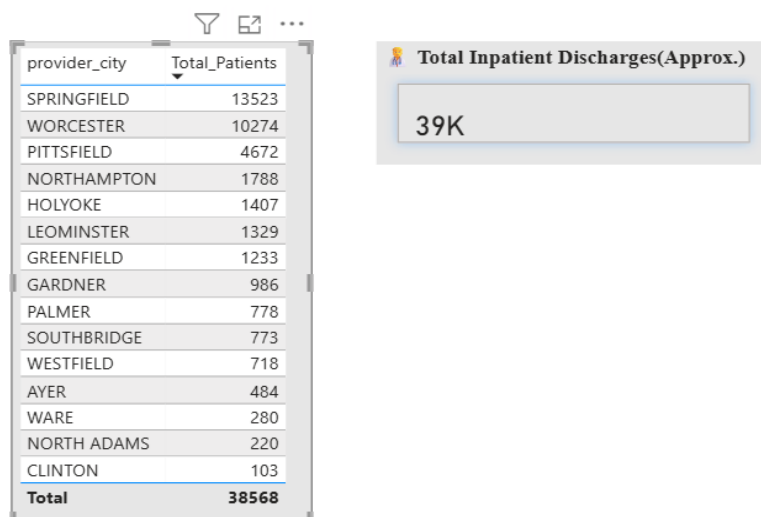 provider_city Total_Patients
SPRINGFIELD 13523
WORCESTER 10274
PITTSFIELD 4672
NORTHAMPTON 1788
HOLYOKE 1407
LEOMINSTER 1329
GREENFIELD 1233
GARDNER 986
PALMER 778
SOUTHBRIDGE 773
WESTFIELD 718
AYER 484
WARE 280
NORTH ADAMS 220
CLINTON 103
Total 38568
Total Inpatient Discharges(Approx.)
39K